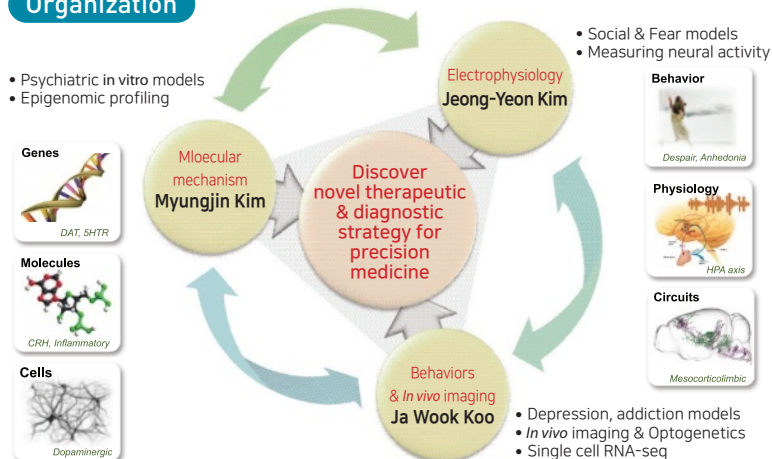 Organization
• Social & Fear models
• Measuring neural activity
• Psychiatric in vitro models
• Epigenomic profiling
Electrophysiology
Jeong-Yeon Kim
Mloecular
mechanism
Myungjin Kim
Discover
novel therapeutic
& diagnostic
strategy for
precision
medicine
Behaviors
& In vivo imaging
Ja Wook Koo
Genes
DAT, 5HTR
Molecules
CRH, Inflammatory
Cells
Dopaminergic
Behavior
Despair, Anhedonia
Physiology
HPA axis
Circuits
Mesocorticolimbic
• Depression, addiction models
• In vivo imaging & Optogenetics
• Single cell RNA-seq